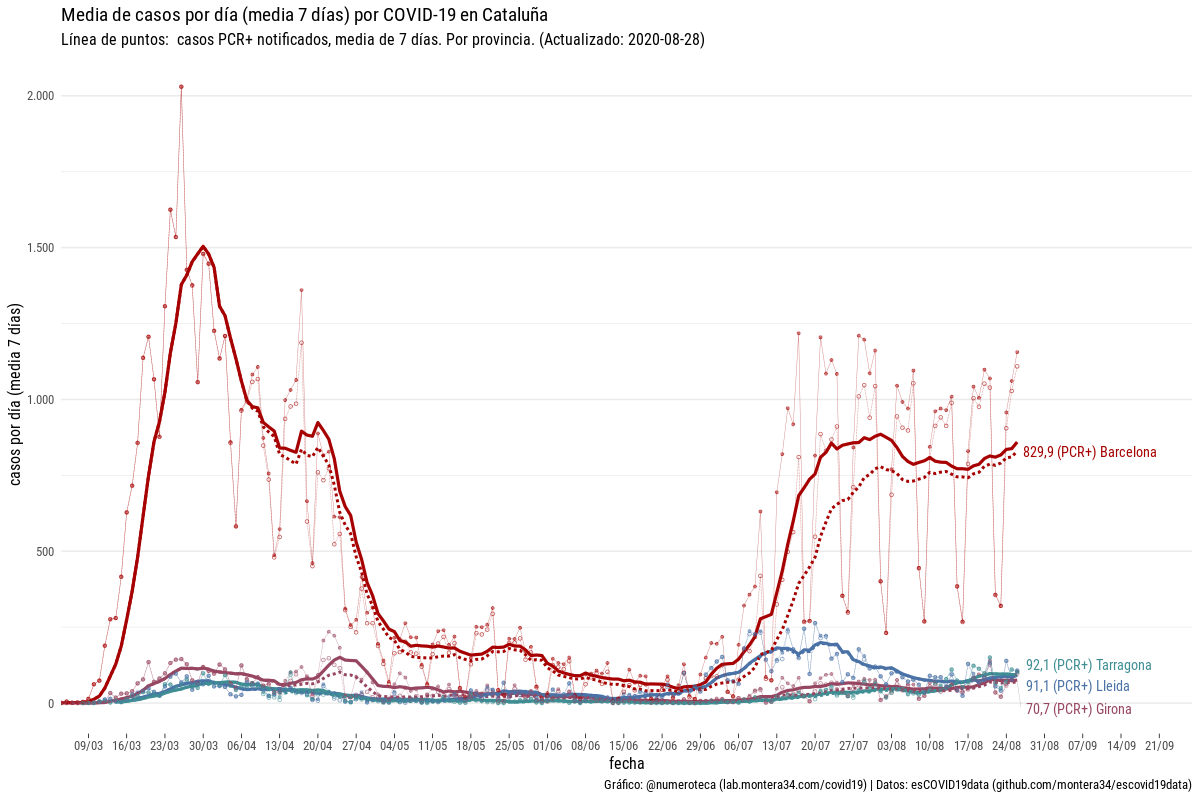 Media de casos por día (media 7 días) por COVID-19 en Cataluña
Línea de puntos:  casos PCR+ notificados, media de 7 días. Por provincia. (Actualizado: 2020-08-28)
casos por día (media 7 días)
2.000
1.500
1.000
500
0
829,9 (PCR+) Barcelona
92,1 (PCR+) Tarragona
91,1 (PCR+) Lleida
70,7 (PCR+) Girona
09/03 16/03 23/03 30/03 06/04 13/04 20/04 27/04 04/05 11/05 18/05 25/05 01/06 08/06 15/06 22/06 29/06 06/07 13/07 20/07 27/07 03/08 10/08 17/08 24/08 31/08 07/09 14/09 21/09
fecha
Gráfico: @numeroteca (lab.montera34.com/covid19) | Datos: esCOVID19data (github.com/montera34/escovid19data)